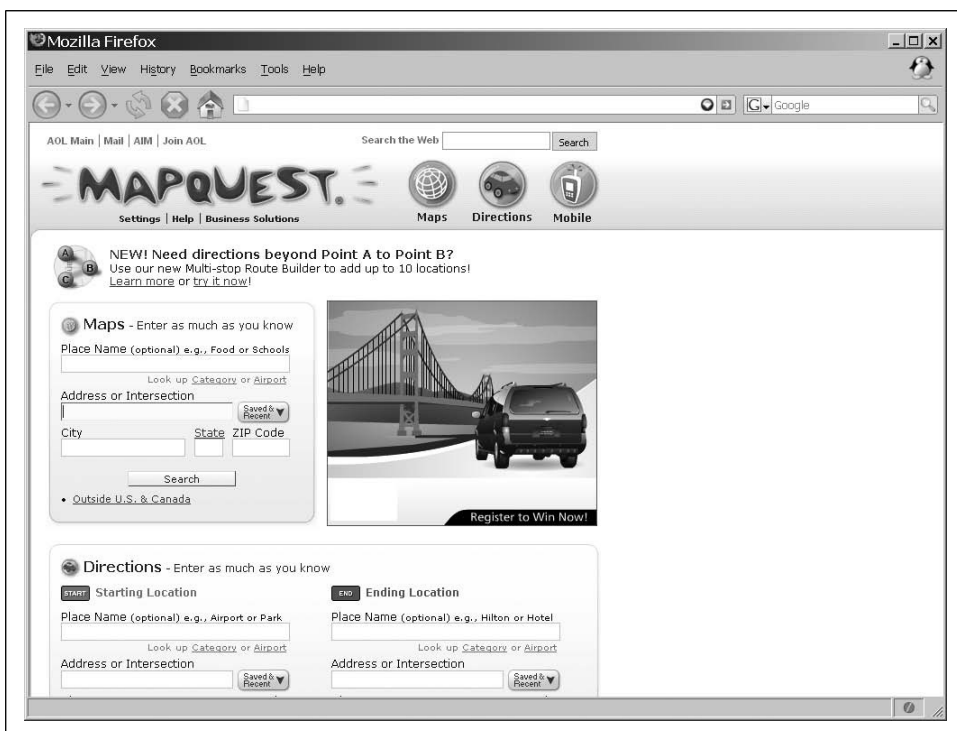 Mozilla Firefox
File Edit View History Bookmarks Tools Help
G Google
AOL Main | Mail | AIM | Join AOL
Search the Web Search
MAPQUEST.
Maps Directions Mobile
Settings | Help | Business Solutions
A
B
C
NEW! Need directions beyond Point A to Point B?
Use our new Multi-stop Route Builder to add up to 10 locations!
Learn more or try it now!
Maps - Enter as much as you know
Place Name (optional) e.g., Food or Schools
Look up Category or Airport
Address or Intersection
Saved & Recent
City State ZIP Code
Search
• Outside U.S. & Canada
Register to Win Now!
Directions - Enter as much as you know
START Starting Location
Place Name (optional) e.g., Airport or Park
Look up Category or Airport
Address or Intersection
Saved & Recent
END Ending Location
Place Name (optional) e.g., Hilton or Hotel
Look up Category or Airport
Address or Intersection
Saved & Recent